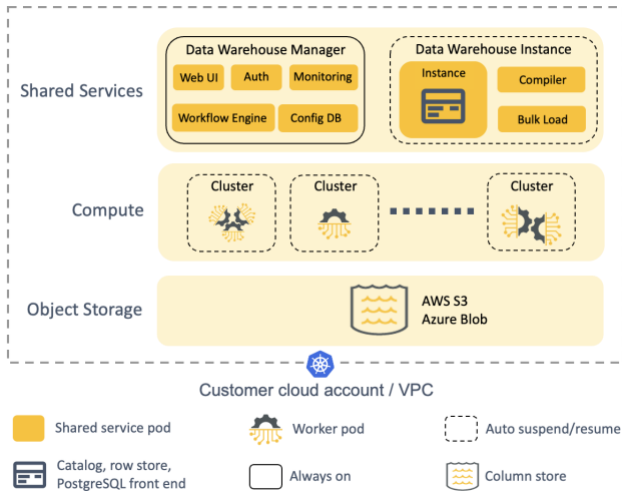 Shared Services
Data Warehouse Manager
Web UI
Auth
Monitoring
Workflow Engine
Config DB
Data Warehouse Instance
Instance
Compiler
Bulk Load
Compute
Cluster
Cluster
Cluster
Object Storage
AWS S3
Azure Blob
Customer cloud account / VPC
Shared service pod
Worker pod
Auto suspend/resume
Catalog, row store,
PostgreSQL front end
Always on
Column store